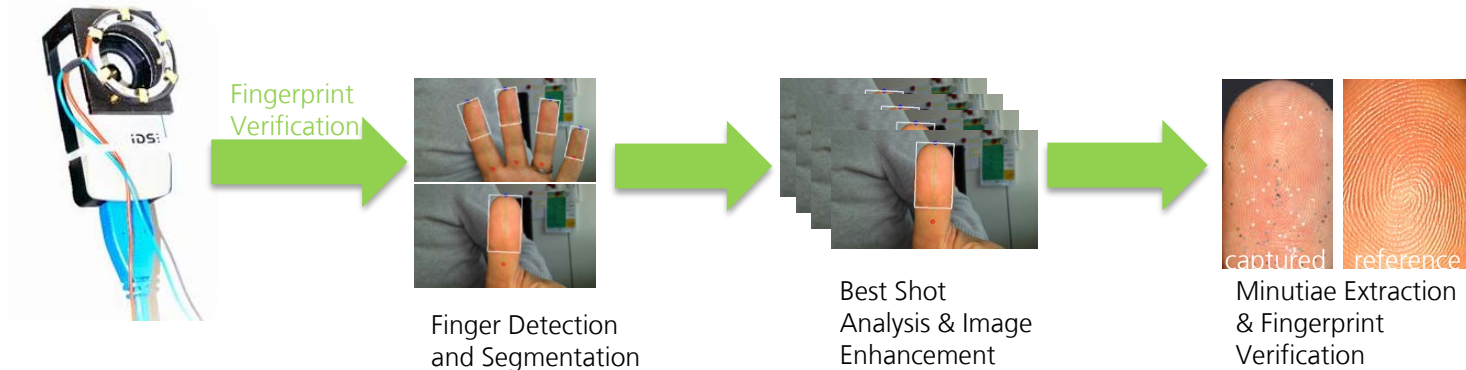 iDS:
Fingerprint
Verification
Finger Detection
and Segmentation
Best Shot
Analysis & Image
Enhancement
captured
reference
Minutiae Extraction
& Fingerprint
Verification